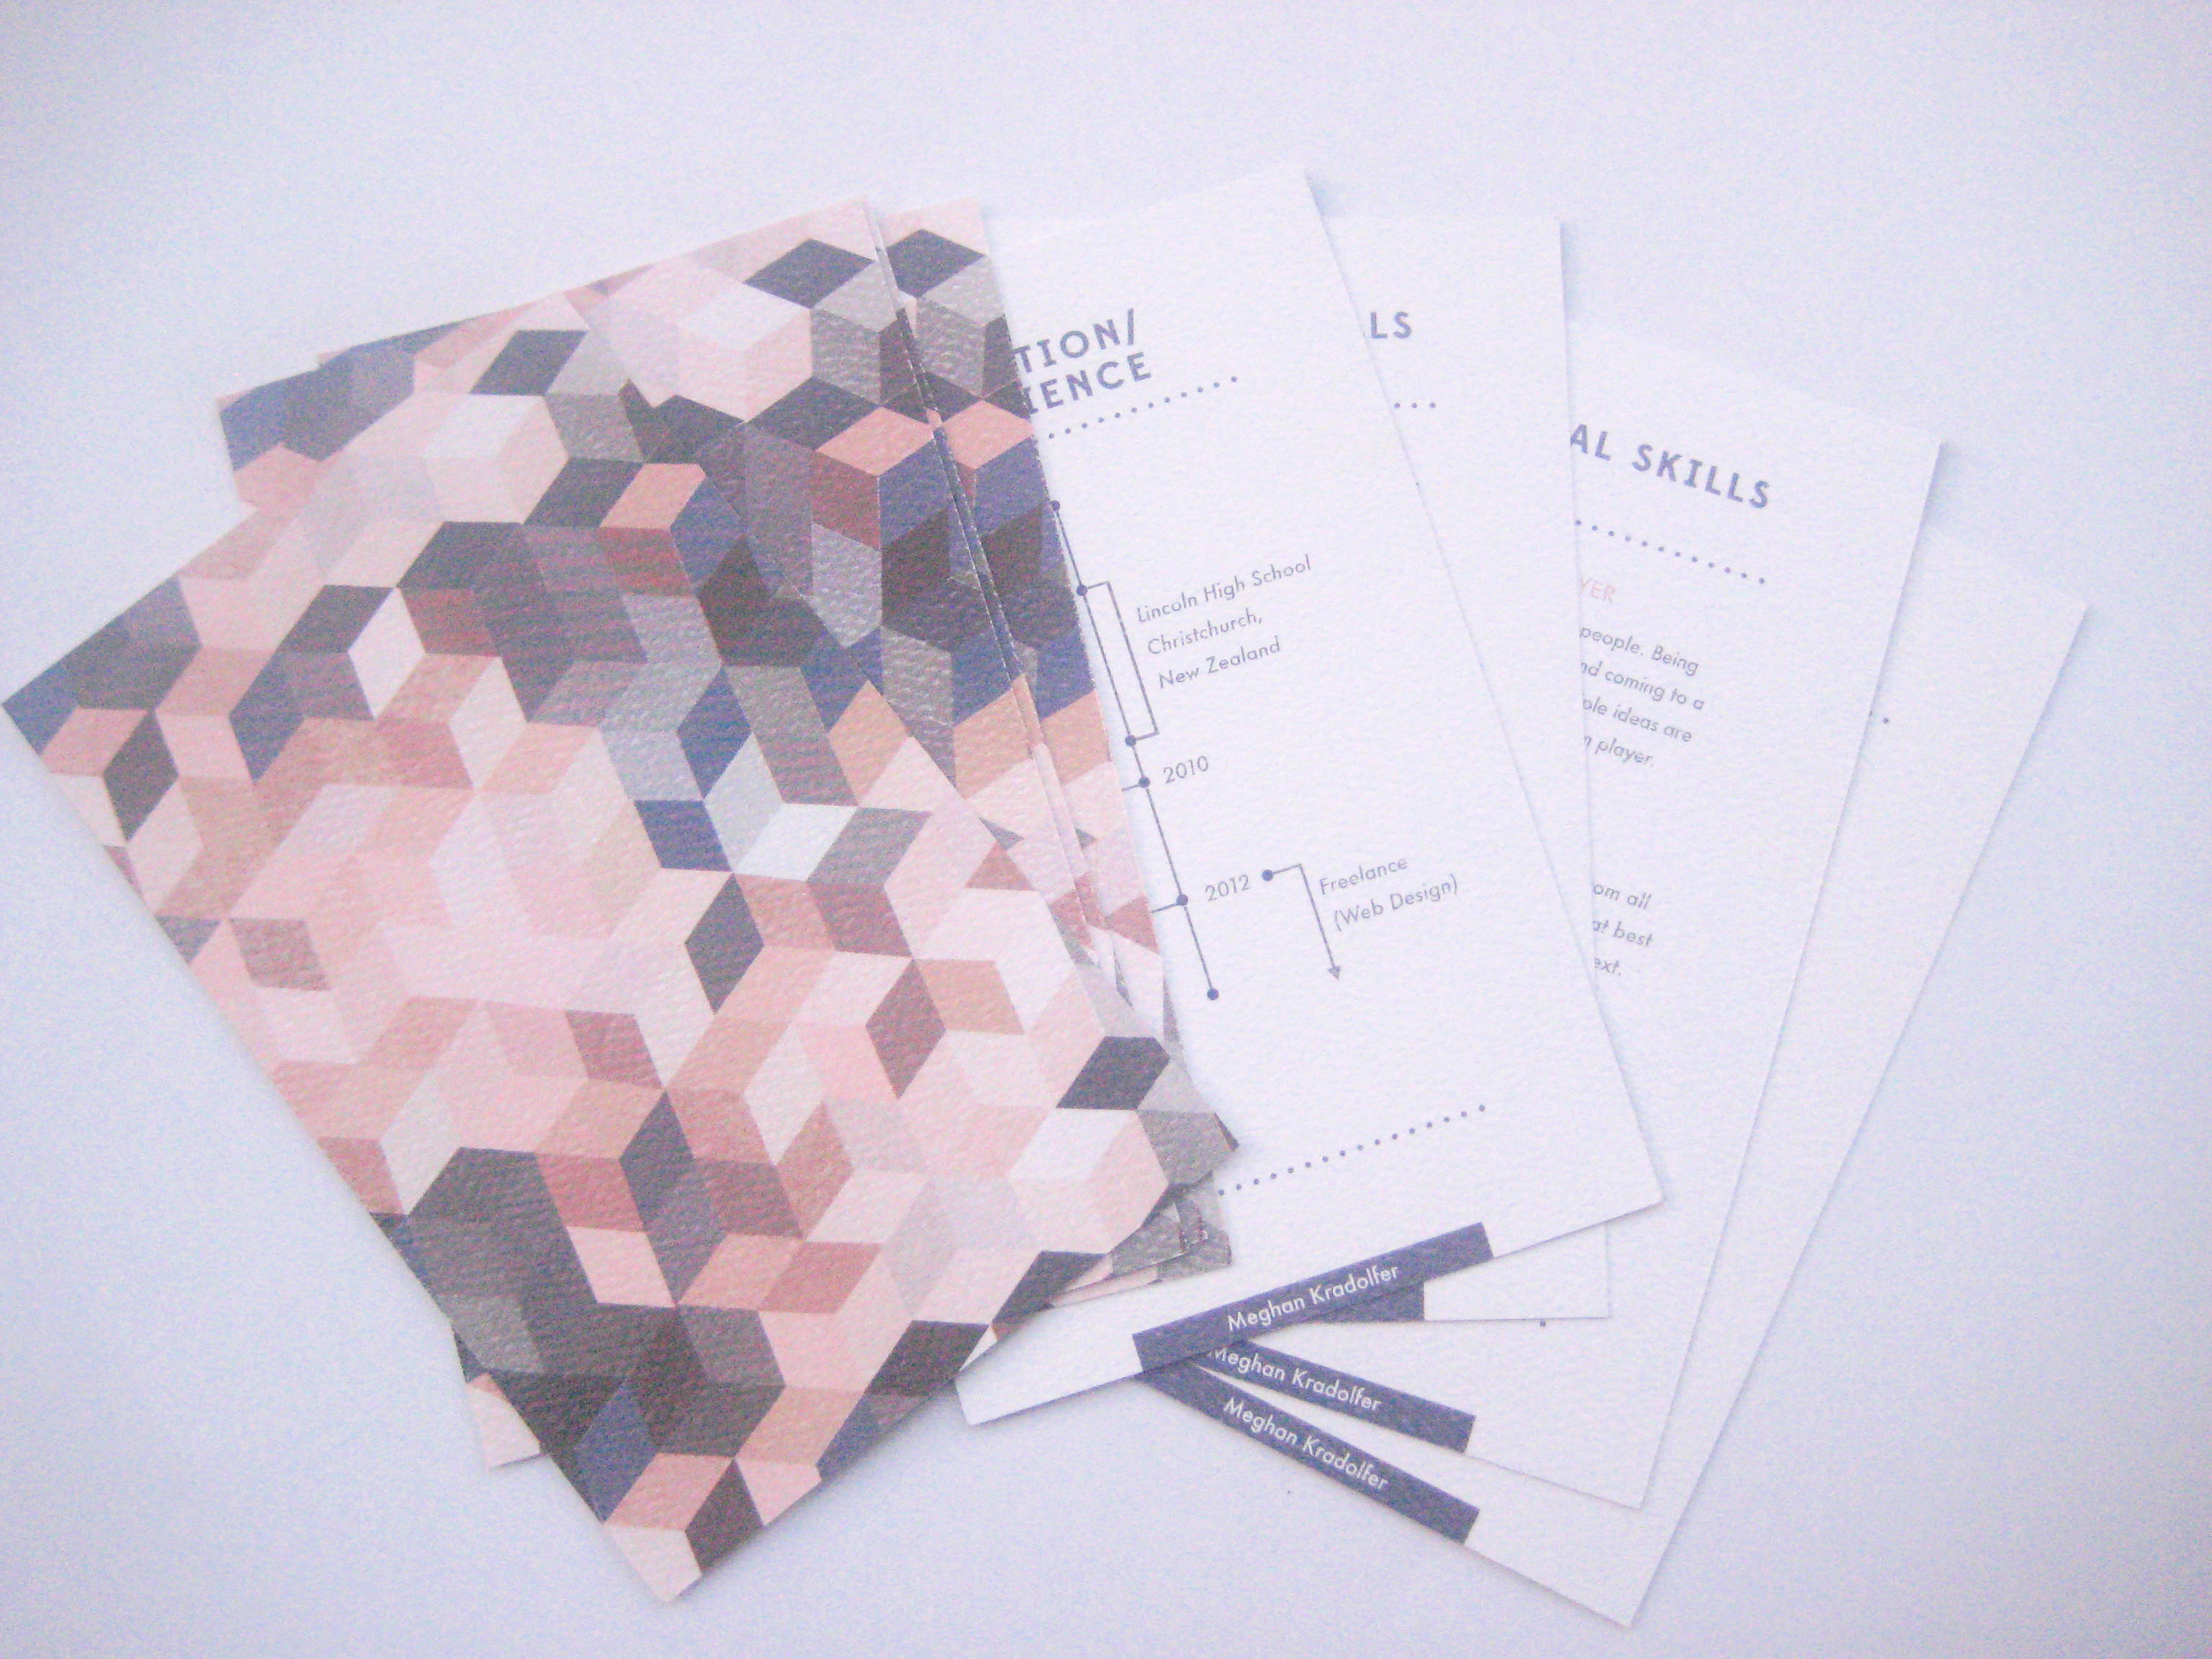 TION/
IENCE
Lincoln High School
Christchurch,
New Zealand
2010
2012
Freelance
(Web Design)
Meghan Kradolfer
LS
AL SKILLS
YER
people. Being
nd coming to a
ple ideas are
m player.
om all
at best
ext.
Meghan Kradolfer
Meghan Kradolfer